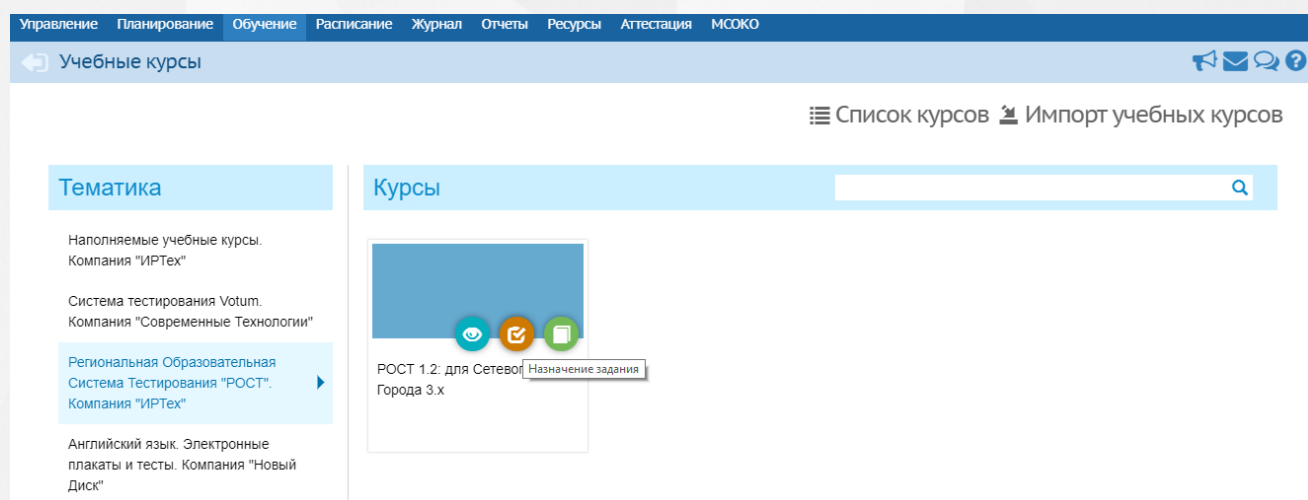 Управление Планирование Обучение Расписание Журнал Отчеты Ресурсы Аттестация МСОКО
Учебные курсы
Список курсов Импорт учебных курсов
Тематика
Наполняемые учебные курсы.
Компания "ИРТех"
Система тестирования Votum.
Компания "Современные Технологии"
Региональная Образовательная
Система Тестирования "РОСТ".
Компания "ИРТех"
Английский язык. Электронные
плакаты и тесты. Компания "Новый
Диск"
Курсы
РОСТ 1.2: для
Города 3.x
Назначение задания